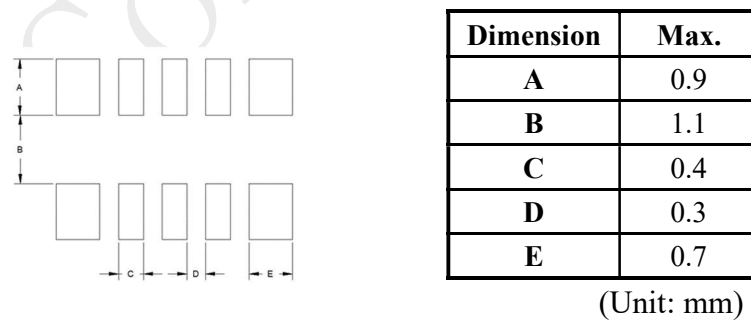 A
B
C
D
E
Dimension Max.
A 0.9
B 1.1
C 0.4
D 0.3
E 0.7
(Unit: mm)